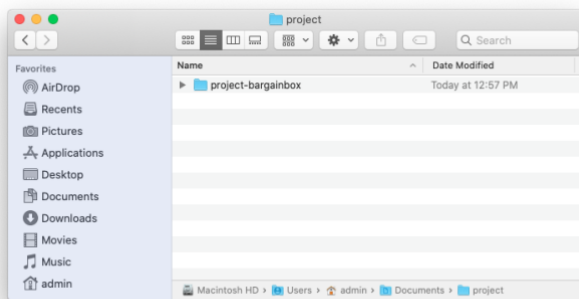 project
Search
Favorites
AirDrop
Recents
Pictures
Applications
Desktop
Documents
Downloads
Movies
Music
admin
Name Date Modified
project-bargainbox Today at 12:57 PM
Macintosh HD › Users › admin › Documents › project